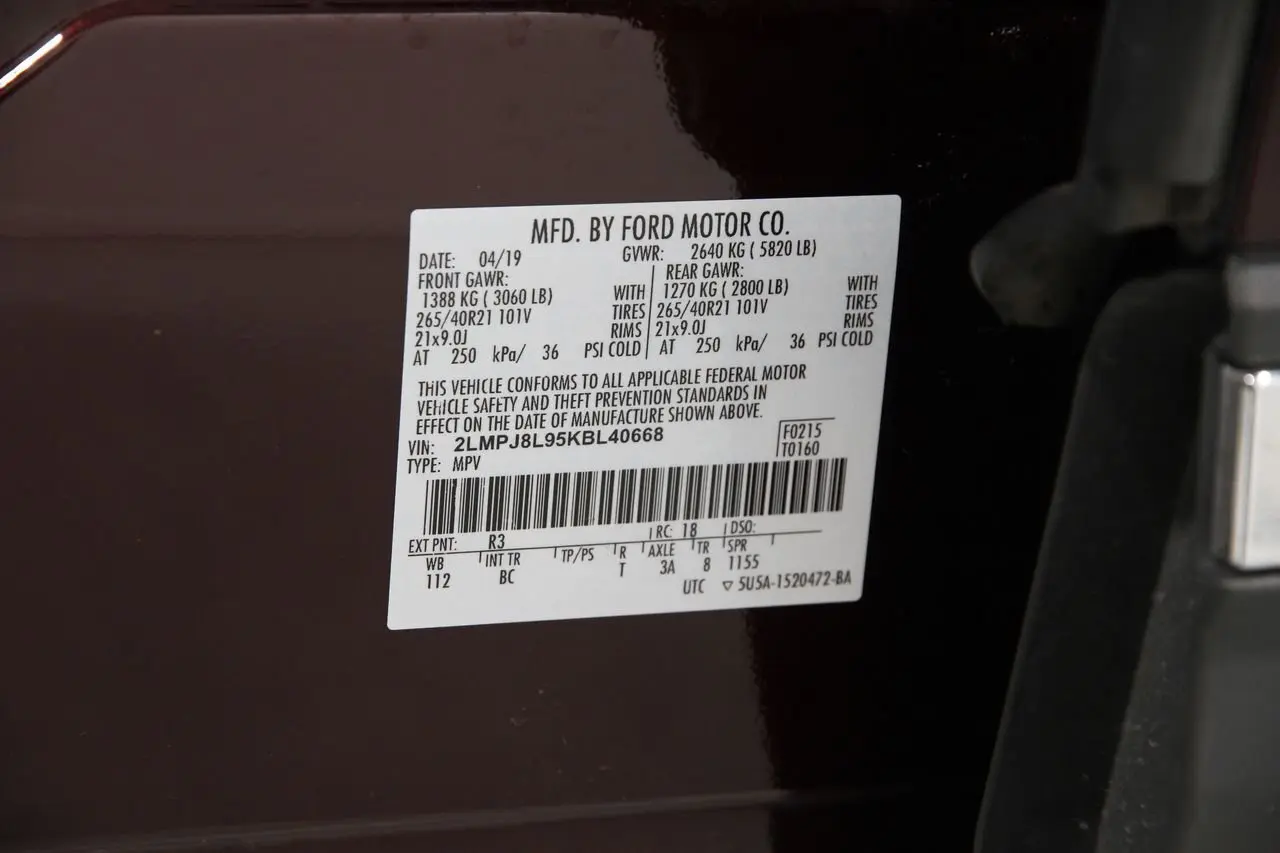 MFD. BY FORD MOTOR CO.
DATE: 04/19 GVWR: 2640 KG ( 5820 LB)
FRONT GAWR: REAR GAWR:
1388 KG ( 3060 LB) WITH 1270 KG ( 2800 LB) WITH
265/40R21 101V TIRES 265/40R21 101V TIRES
21x9.0J RIMS 21x9.0J RIMS
AT 250 kPa/ 36 PSI COLD AT 250 kPa/ 36 PSI COLD
THIS VEHICLE CONFORMS TO ALL APPLICABLE FEDERAL MOTOR
VEHICLE SAFETY AND THEFT PREVENTION STANDARDS IN
EFFECT ON THE DATE OF MANUFACTURE SHOWN ABOVE.
VIN: 2LMPJ8L95KBL40668 F0215
TYPE: MPV T0160
EXT PNT: R3 RC: 18 DSO:
WB INT TR TP/PS R AXLE TR SPR
112 BC T 3A 8 1155
UTC ▽ 5U5A-1520472-BA